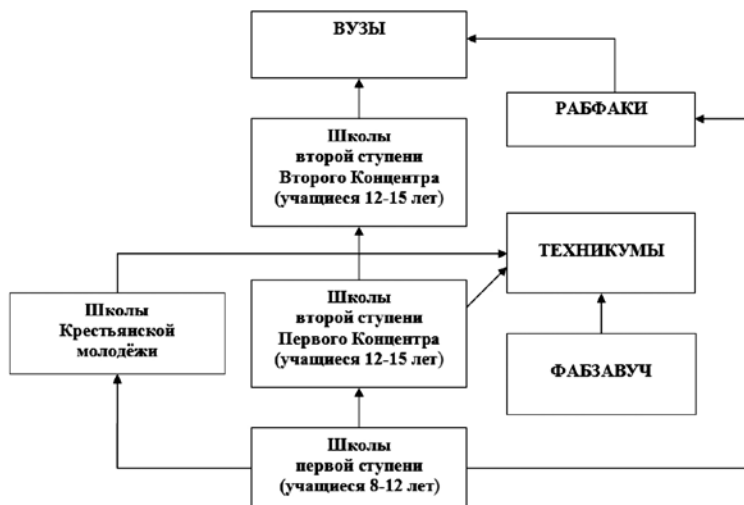 ВУЗЫ
РАБФАКИ
Школы
второй ступени
Второго Концентра
(учащиеся 12-15 лет)
ТЕХНИКУМЫ
Школы
Крестьянской
молодёжи
Школы
второй ступени
Первого Концентра
(учащиеся 12-15 лет)
ФАБЗАВУЧ
Школы
первой ступени
(учащиеся 8-12 лет)